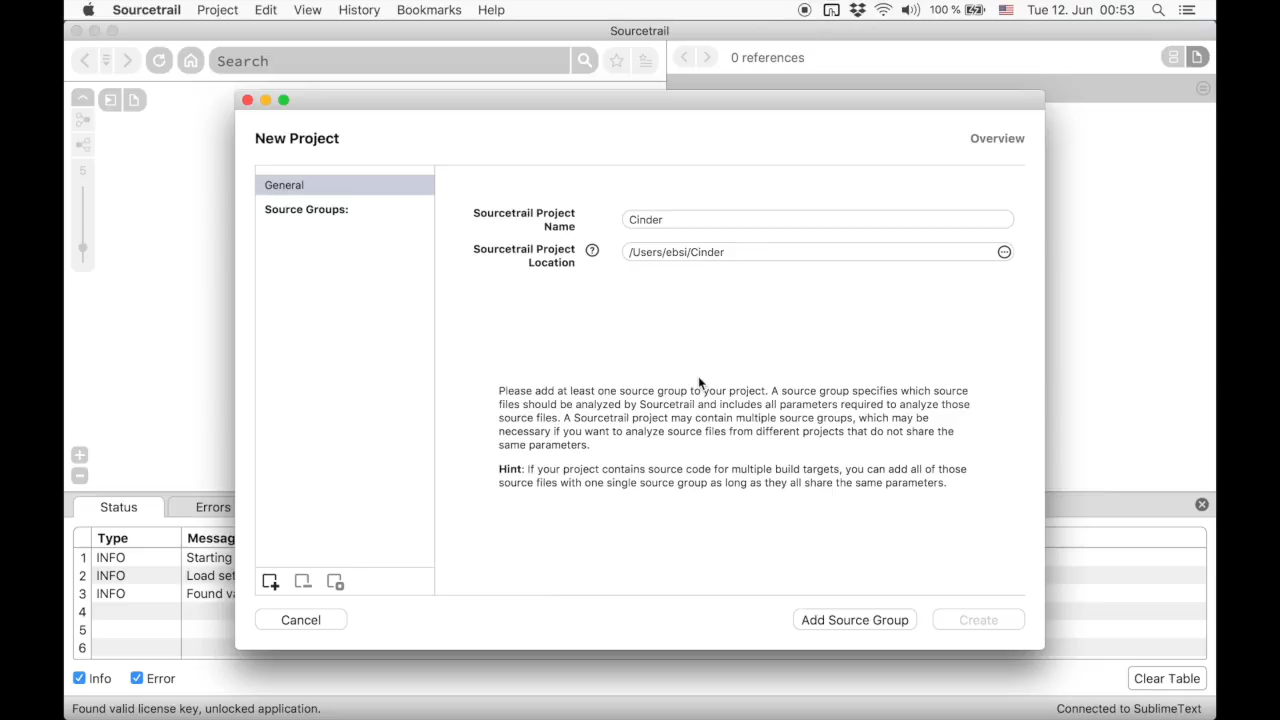 Sourcetrail Project Edit View History Bookmarks Help 100 % Tue 12. Jun 00:53
Sourcetrail
Search
0 references
New Project
Overview
General
Source Groups:
Sourcetrail Project
Name
Cinder
Sourcetrail Project
Location
?
/Users/ebsi/Cinder
5
Please add at least one source group to your project. A source group specifies which source
files should be analyzed by Sourcetrail and includes all parameters required to analyze those
source files. A Sourcetrail project may contain multiple source groups, which may be
necessary if you want to analyze source files from different projects that do not share the
same parameters.
Hint: If your project contains source code for multiple build targets, you can add all of those
source files with one single source group as long as they all share the same parameters.
Cancel
Add Source Group
Create
Status
Errors
Type
Messag
1 INFO Starting
2 INFO Load set
3 INFO Found va
4
5
6
Info
Error
Clear Table
Found valid license key, unlocked application.
Connected to SublimeText